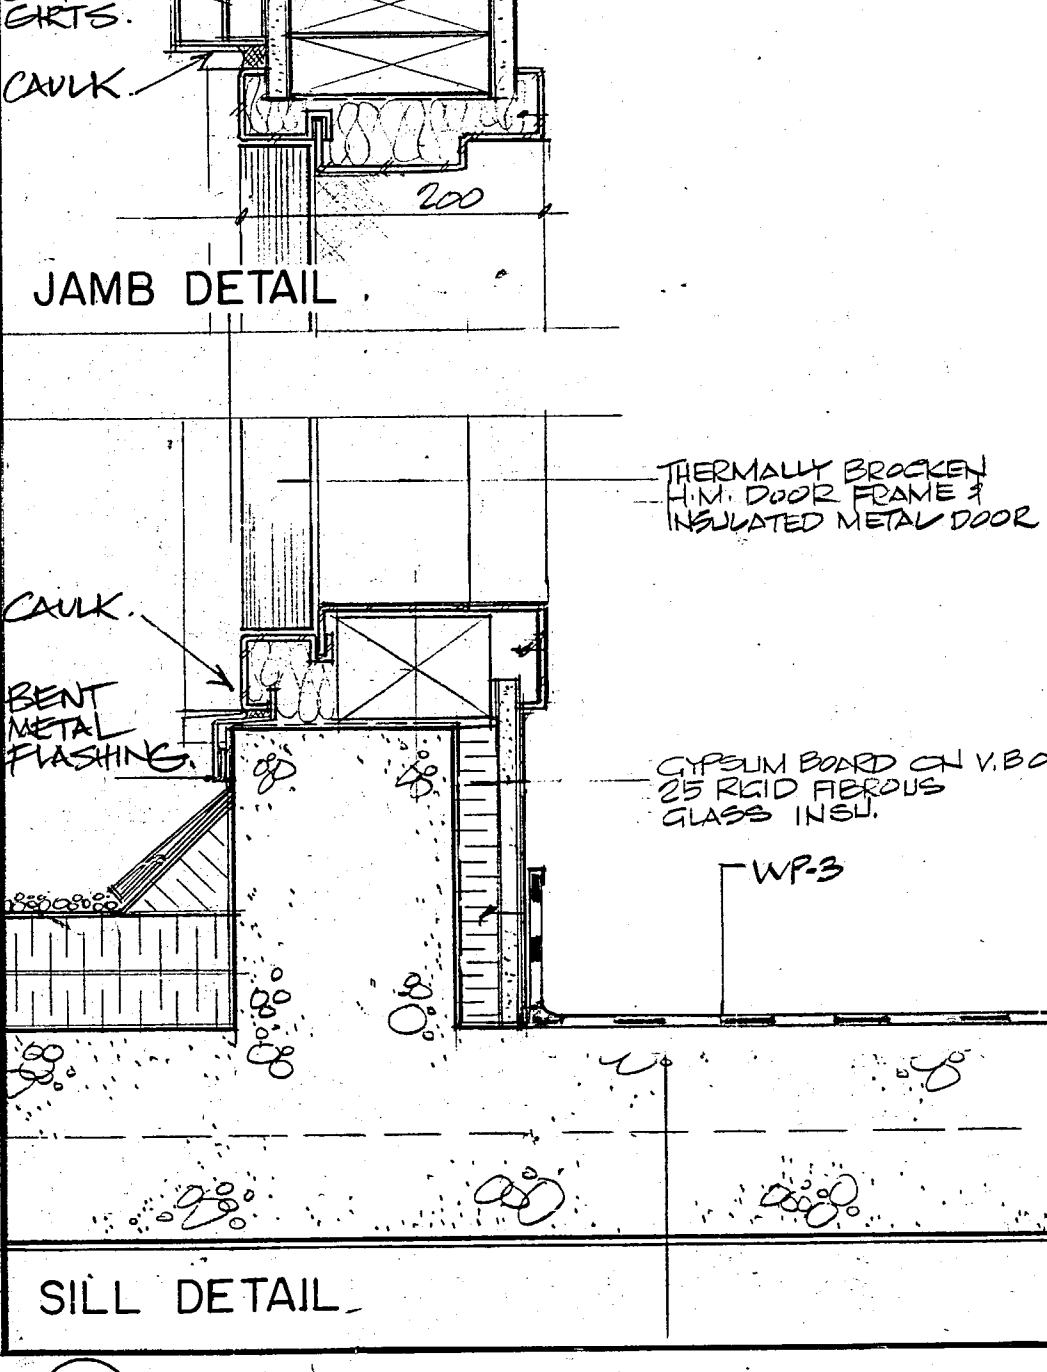 GIRTS.
CAULK.
200
JAMB DETAIL.
THERMALLY BROCKEN
H.M. DOOR FRAME &
INSULATED METAL DOOR
CAULK.
BENT
METAL
FLASHING.
GYPSUM BOARD ON V.B O
25 RIGID FIBROUS
GLASS INSU.
WP-3
SILL DETAIL